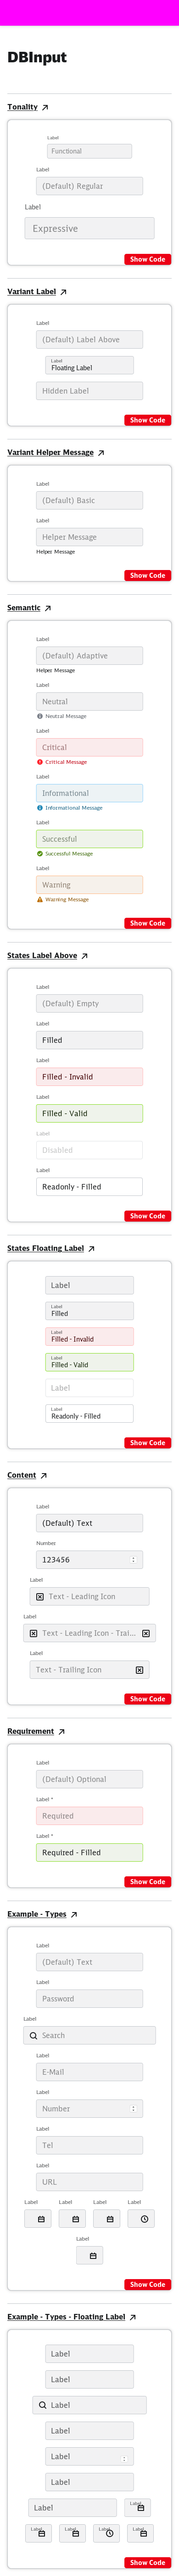 DBInput
Tonality
Label
Functional
Label
(Default) Regular
Label
Expressive
Show Code
Variant Label
Label
(Default) Label Above
Label
Floating Label
Hidden Label
Show Code
Variant Helper Message
Label
(Default) Basic
Label
Helper Message
Helper Message
Show Code
Semantic
Label
(Default) Adaptive
Helper Message
Label
Neutral
Neutral Message
Label
Critical
Critical Message
Label
Informational
Informational Message
Label
Successful
Successful Message
Label
Warning
Warning Message
Show Code
States Label Above
Label
(Default) Empty
Label
Filled
Label
Filled - Invalid
Label
Filled - Valid
Label
Disabled
Label
Readonly - Filled
Show Code
States Floating Label
Label
Label
Filled
Label
Filled - Invalid
Label
Filled - Valid
Label
Label
Readonly - Filled
Show Code
Content
Label
(Default) Text
Number
123456
Label
Text - Leading Icon
Label
Text - Leading Icon - Trai...
Label
Text - Trailing Icon
Show Code
Requirement
Label
(Default) Optional
Label *
Required
Label *
Required - Filled
Show Code
Example - Types
Label
(Default) Text
Label
Password
Label
Search
Label
E-Mail
Label
Number
Label
Tel
Label
URL
Label Label Label Label
Label
Show Code
Example - Types - Floating Label
Label
Label
Label
Label
Label
Label
Label Label
Label Label Label Label
Show Code